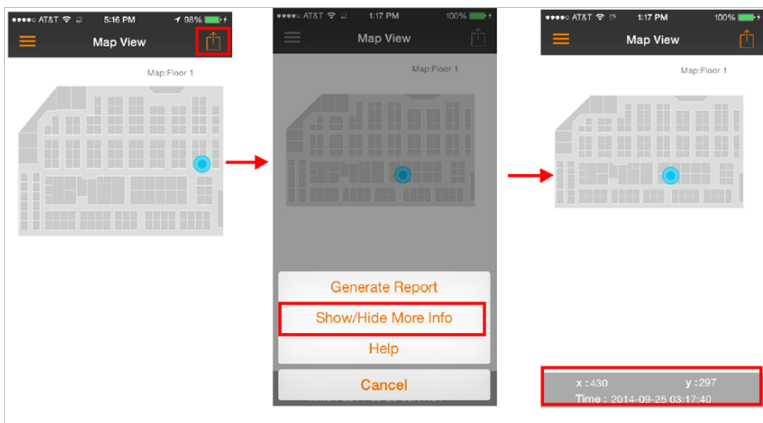 AT&T 5:16 PM 98%
Map View
Map:Floor 1
AT&T 1:17 PM 100%
Map View
Map:Floor 1
Generate Report
Show/Hide More Info
Help
Cancel
AT&T 1:17 PM 100%
Map View
Map:Floor 1
x :430 y :297
Time : 2014-09-25 03:17:40